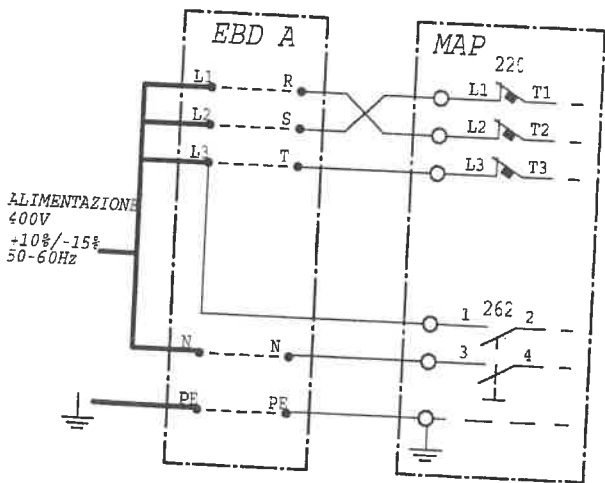 EBD A
MAP
L1 R
L2 S
L3 T
L1 T1
L2 T2
L3 T3
ALIMENTAZIONE
400V
+10%/-15%
50-60Hz
1 262 2
3 4
N N
PE PE